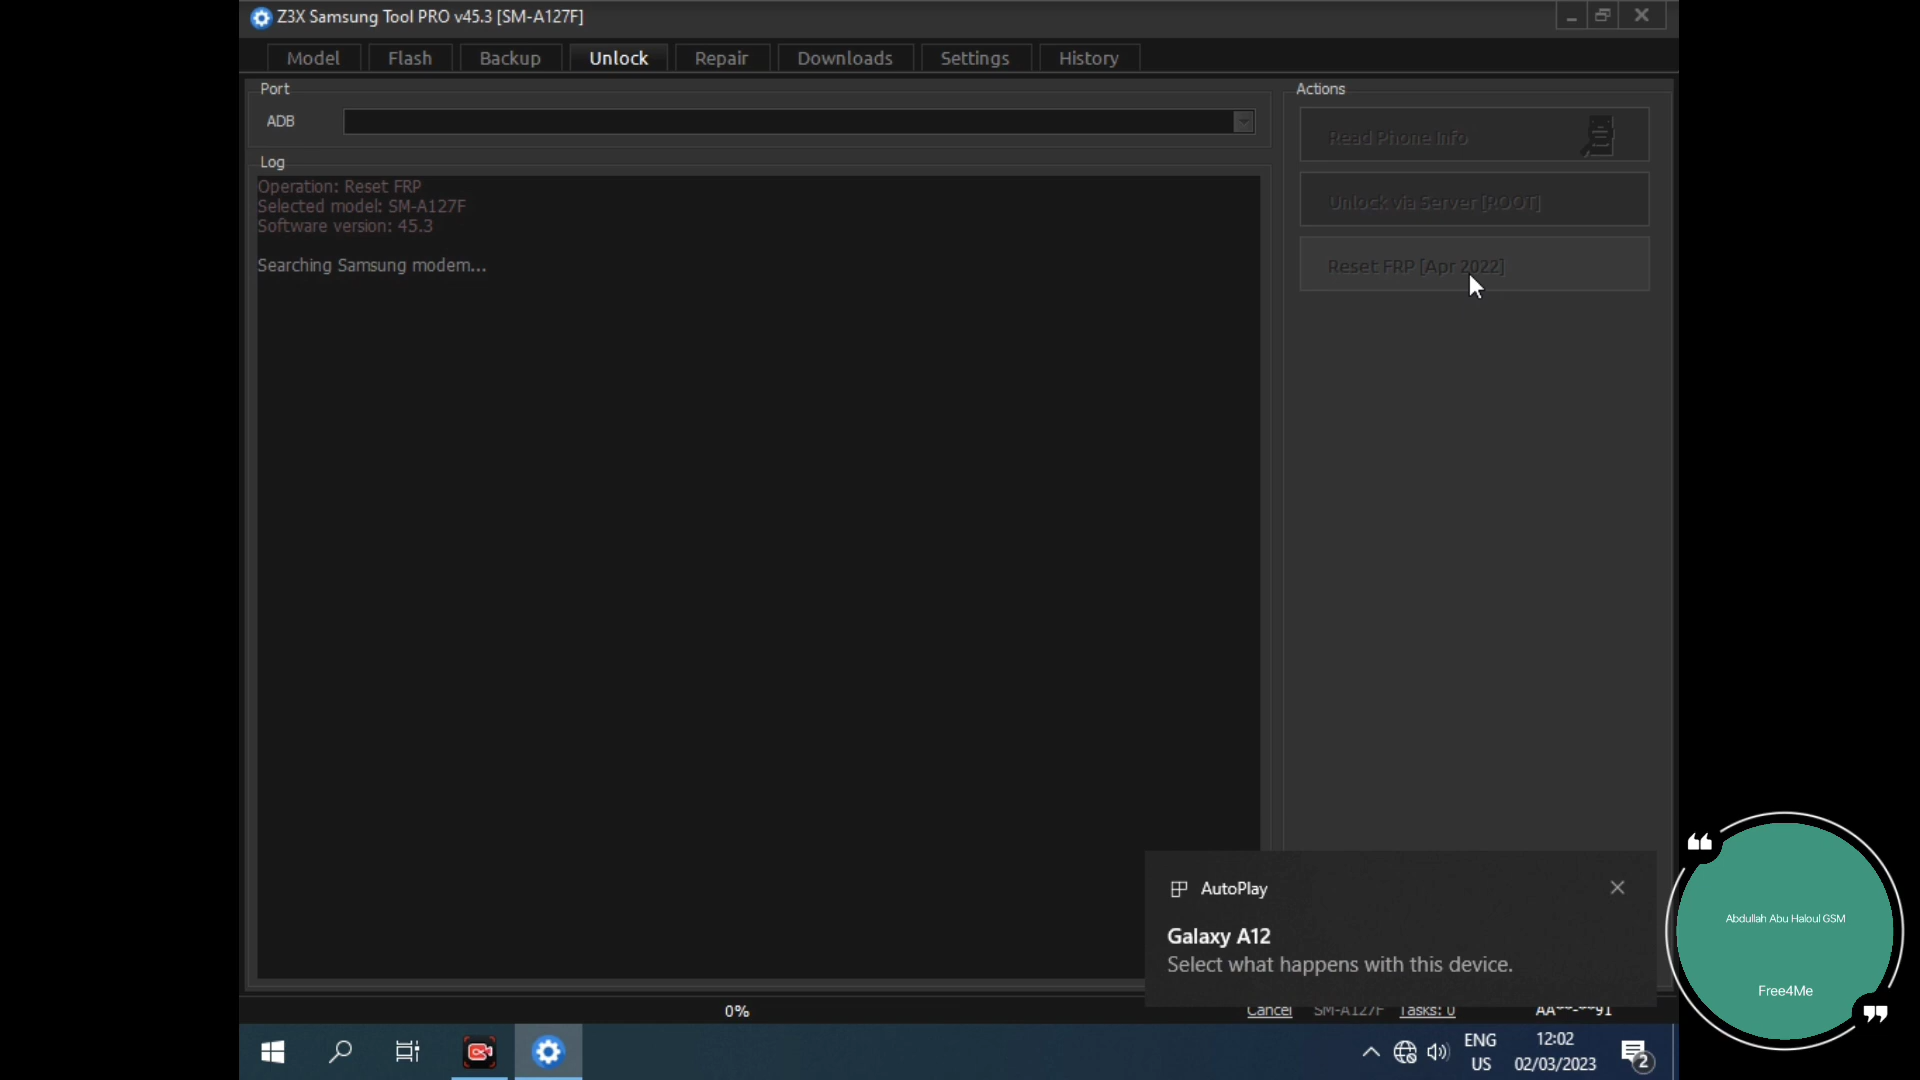 Z3X Samsung Tool PRO v45.3 [SM-A127F]
Model Flash Backup Unlock Repair Downloads Settings History
Port
ADB
Actions
Read Phone Info
Unlock via Server [ROOT]
Reset FRP [Apr 2022]
Log
Operation: Reset FRP
Selected model: SM-A127F
Software version: 45.3
Searching Samsung modem...
AutoPlay
Galaxy A12
Select what happens with this device.
Abdullah Abu Haloul GSM
Free4Me
0%
Cancel SM-A127F Tasks: 0
ENG
US
12:02
02/03/2023
2